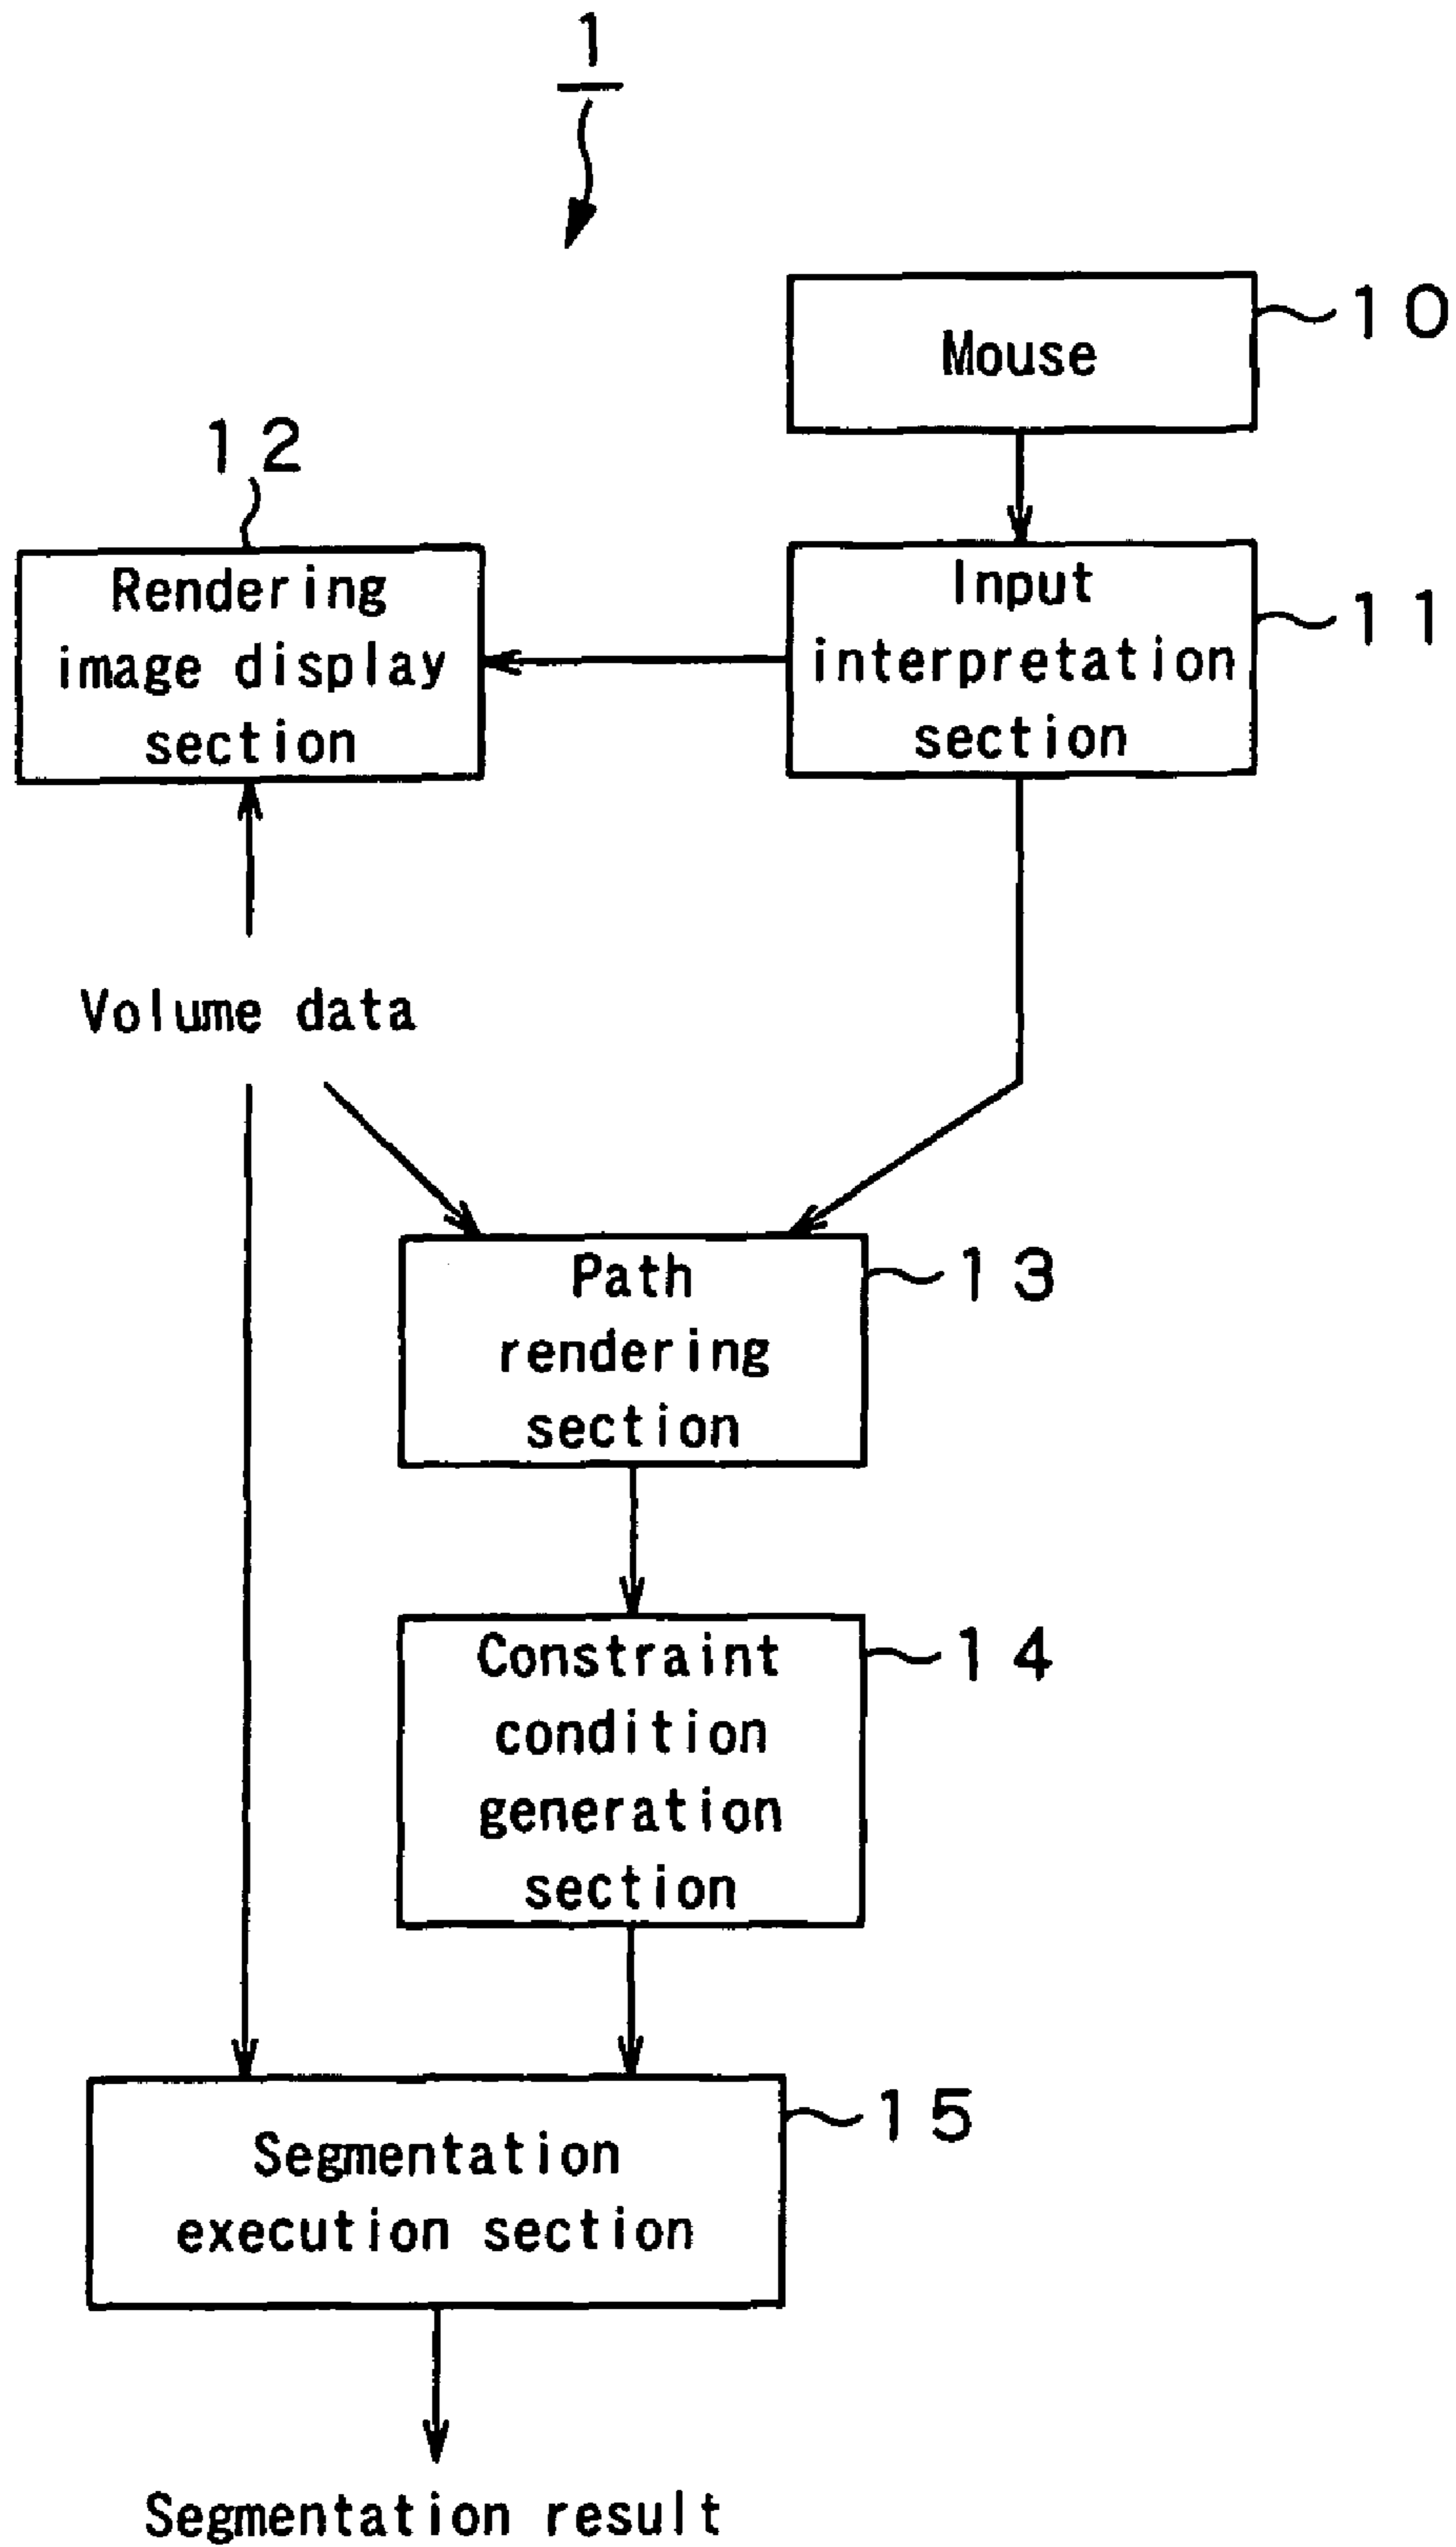 1
Mouse
10
12
Rendering
image display
section
Input
interpretation
section
11
Volume data
Path
rendering
section
13
Constraint
condition
generation
section
14
Segmentation
execution section
15
Segmentation result